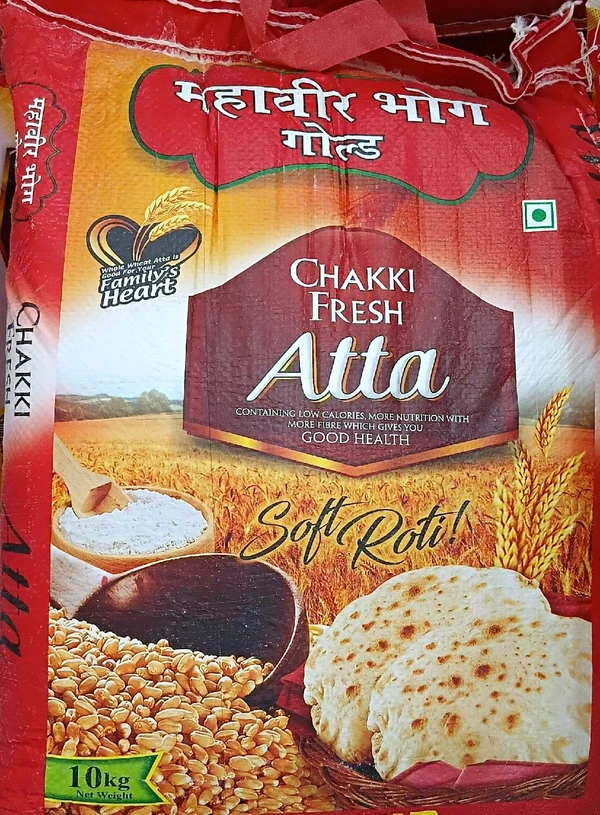 महावीर भोग
गोल्ड
महावीर भोग
Whole Wheat Atta is
Good For Your
Family's
Heart
CHAKKI
FRESH
Atta
CONTAINING LOW CALORIES, MORE NUTRITION WITH
MORE FIBRE WHICH GIVES YOU
GOOD HEALTH
CHAKKI
FRESH
Atta
Soft Roti!
10kg
Net Weight